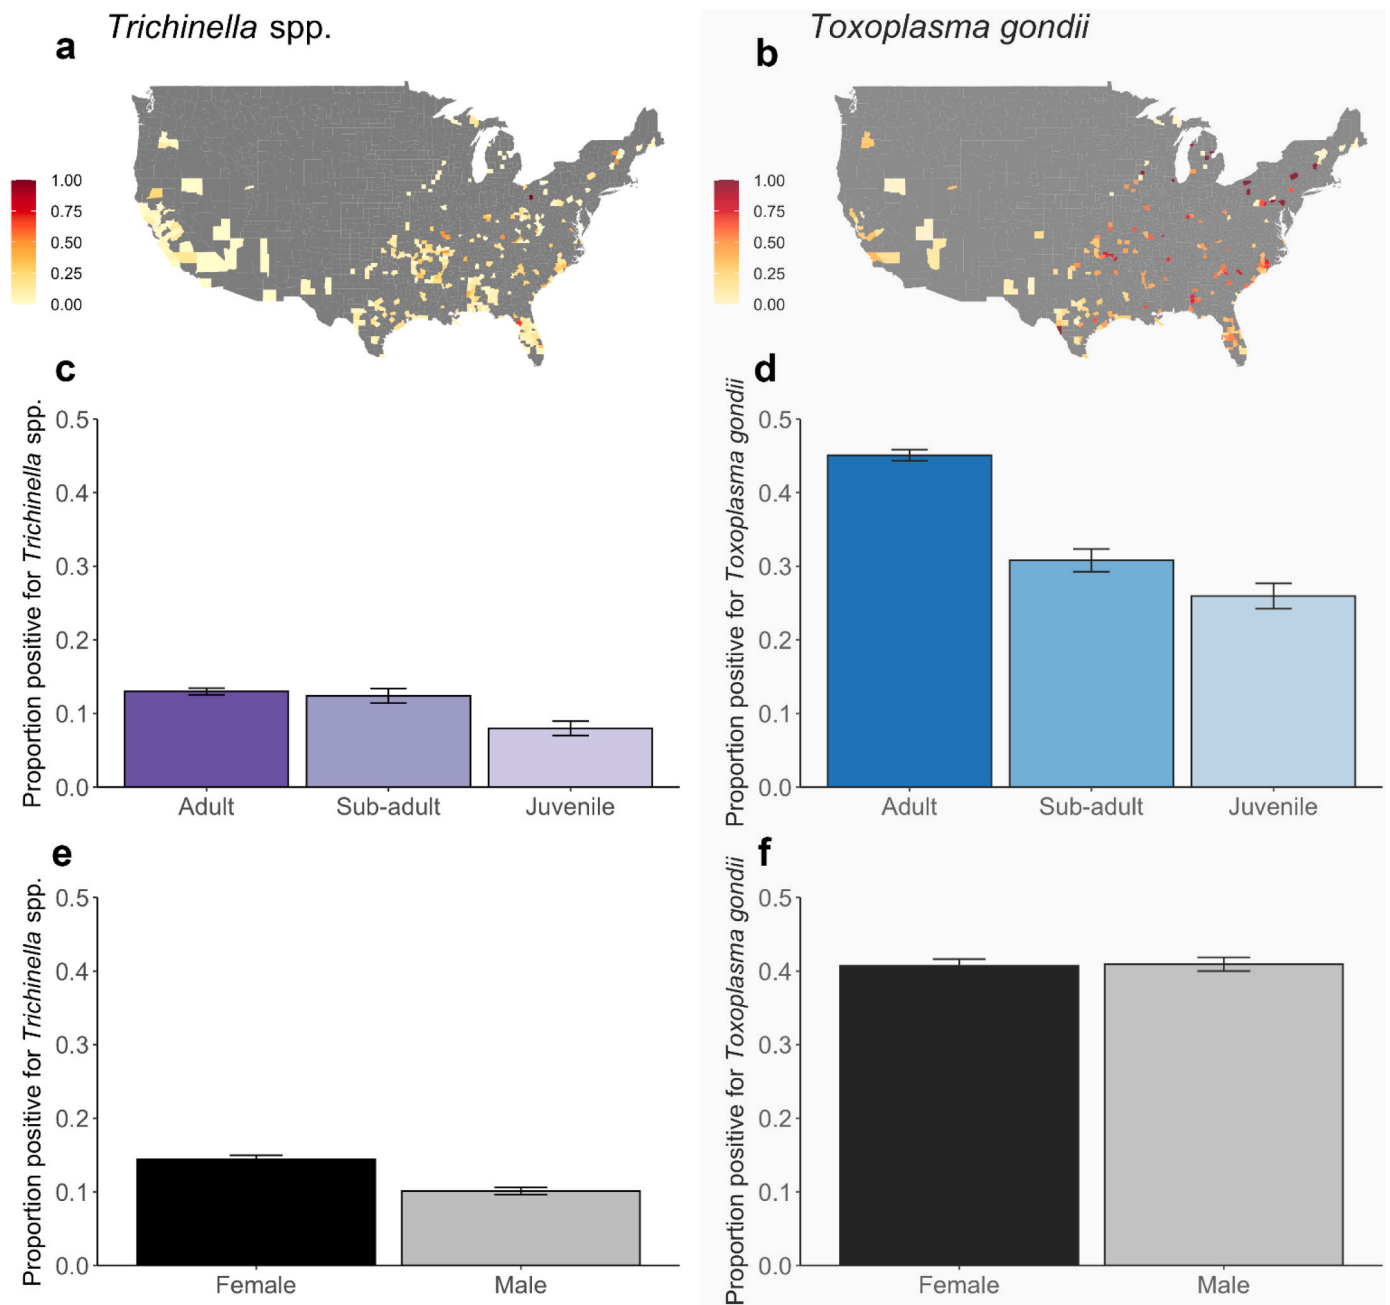 Trichinella spp.
Toxoplasma gondii
a
b
1.00
0.75
0.50
0.25
0.00
1.00
0.75
0.50
0.25
0.00
c
d
Proportion positive for Trichinella spp.
0.5
0.4
0.3
0.2
0.1
0.0
Adult Sub-adult Juvenile
Proportion positive for Toxoplasma gondii
0.5
0.4
0.3
0.2
0.1
0.0
Adult Sub-adult Juvenile
e
f
Proportion positive for Trichinella spp.
0.5
0.4
0.3
0.2
0.1
0.0
Female Male
Proportion positive for Toxoplasma gondii
0.5
0.4
0.3
0.2
0.1
0.0
Female Male